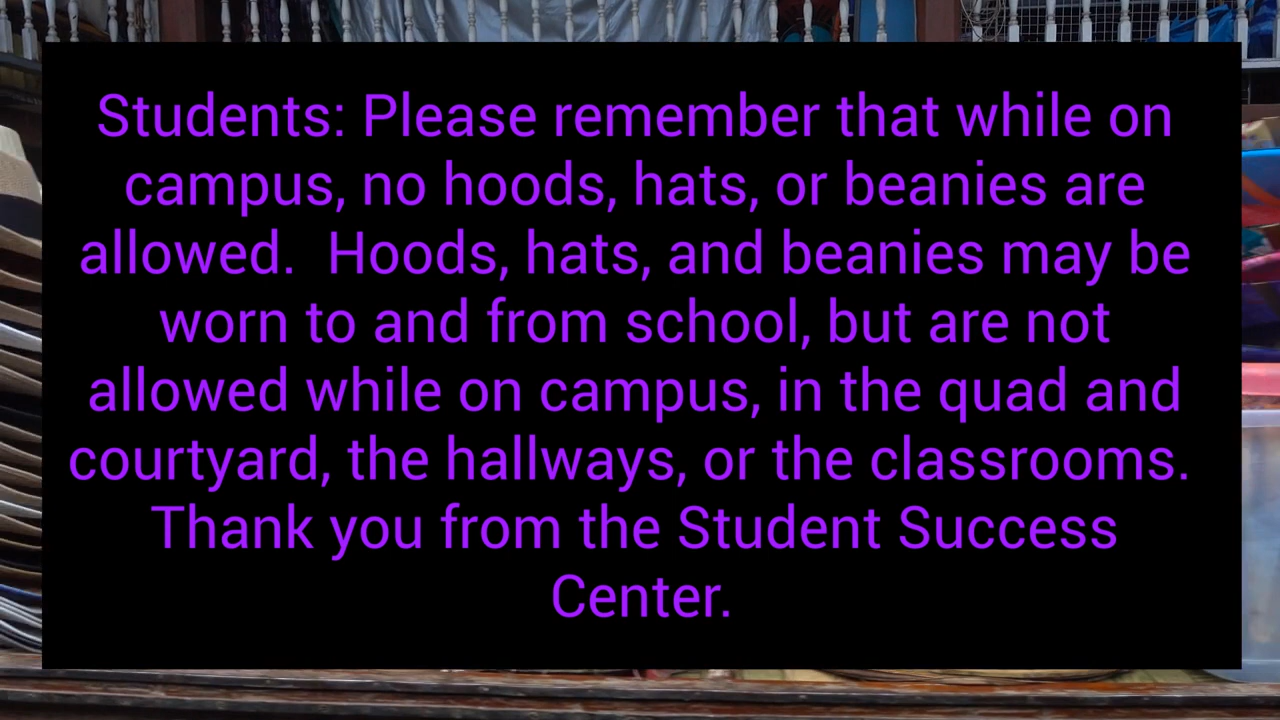 Students: Please remember that while on
campus, no hoods, hats, or beanies are
allowed.  Hoods, hats, and beanies may be
worn to and from school, but are not
allowed while on campus, in the quad and
courtyard, the hallways, or the classrooms.
Thank you from the Student Success
Center.